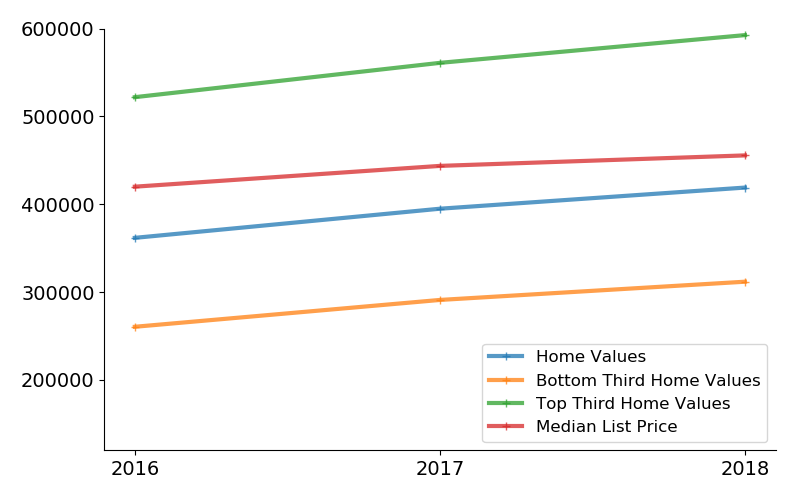 600000
500000
400000
300000
200000
2016
2017
2018
Home Values
Bottom Third Home Values
Top Third Home Values
Median List Price